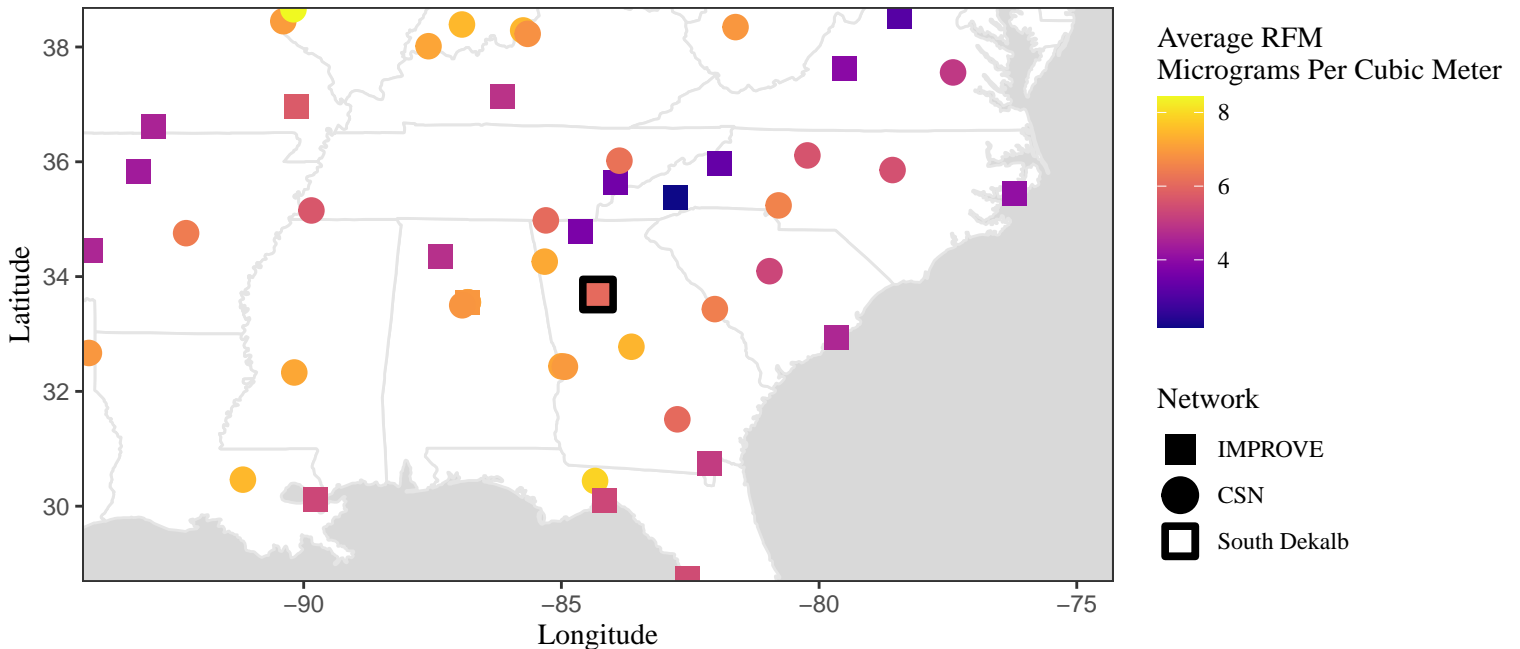 Latitude
38
36
34
32
30
−90
−85
−80
−75
Longitude
Average RFM
Micrograms Per Cubic Meter
8
6
4
Network
IMPROVE
CSN
South Dekalb